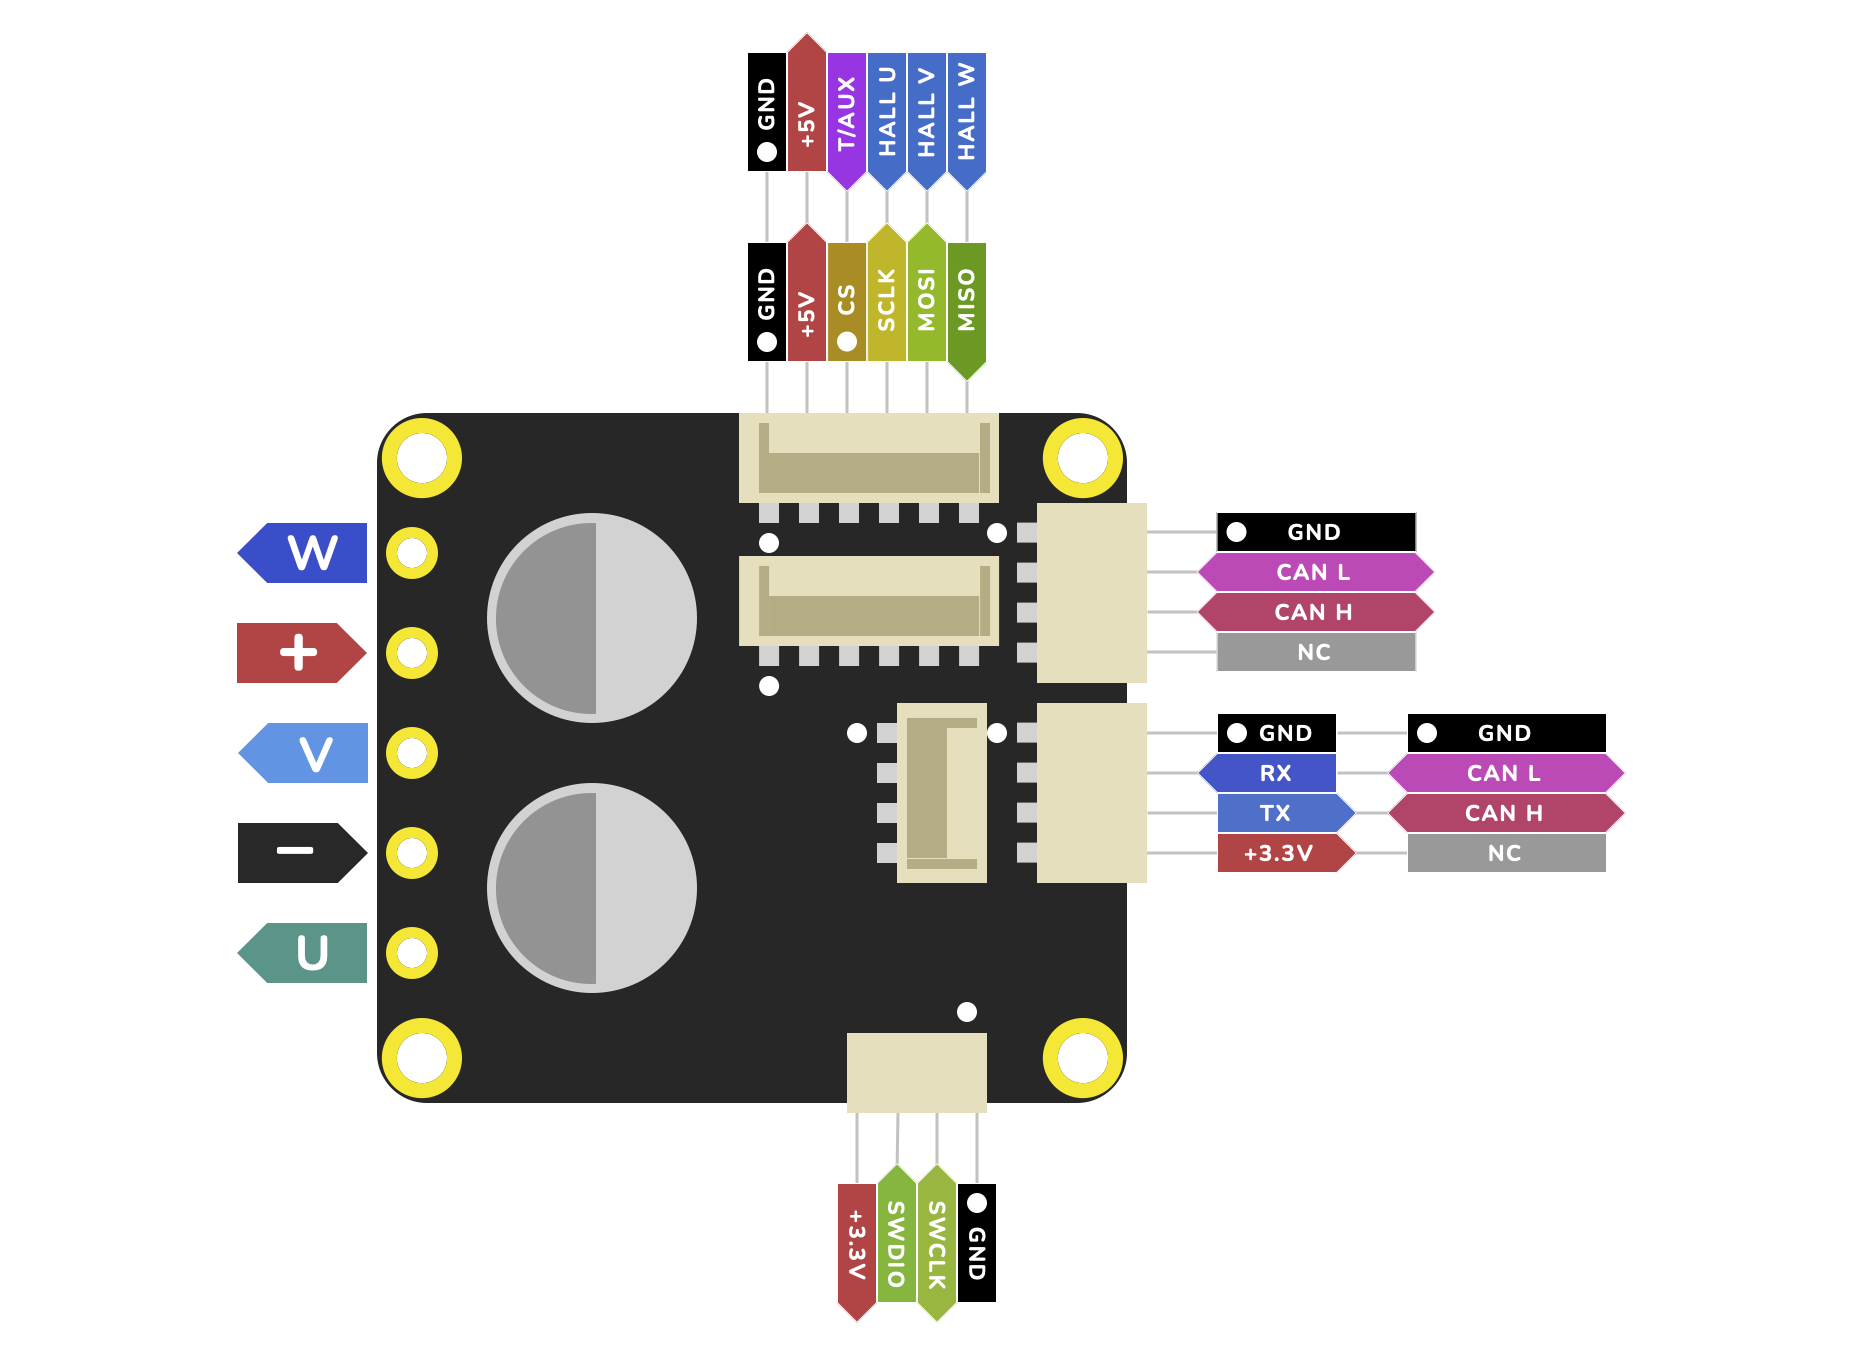 GND
+5V
T/AUX
HALL U
HALL V
HALL W
GND
+5V
CS
SCLK
MOSI
MISO
W
+
V
−
U
GND
CAN L
CAN H
NC
GND
RX
TX
+3.3V
GND
CAN L
CAN H
NC
+3.3V
SWDIO
SWCLK
GND